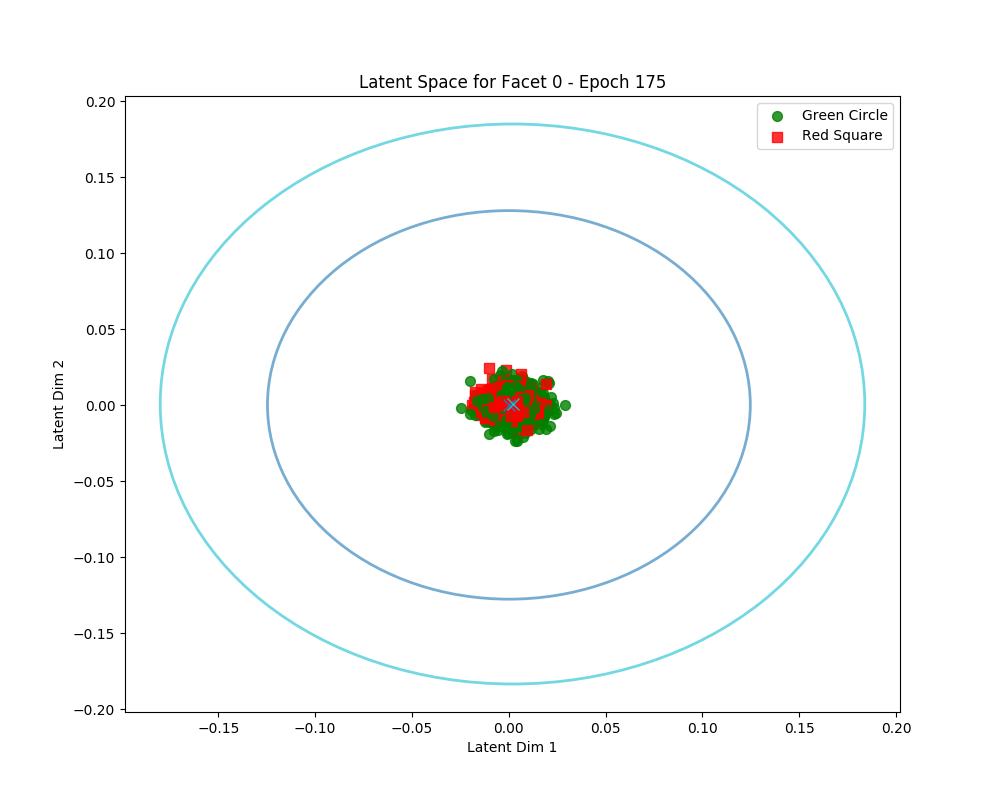 Latent Space for Facet 0 - Epoch 175
Green Circle
Red Square
0.20
0.15
0.10
0.05
0.00
−0.05
−0.10
−0.15
−0.20
Latent Dim 2
−0.15 −0.10 −0.05 0.00 0.05 0.10 0.15 0.20
Latent Dim 1